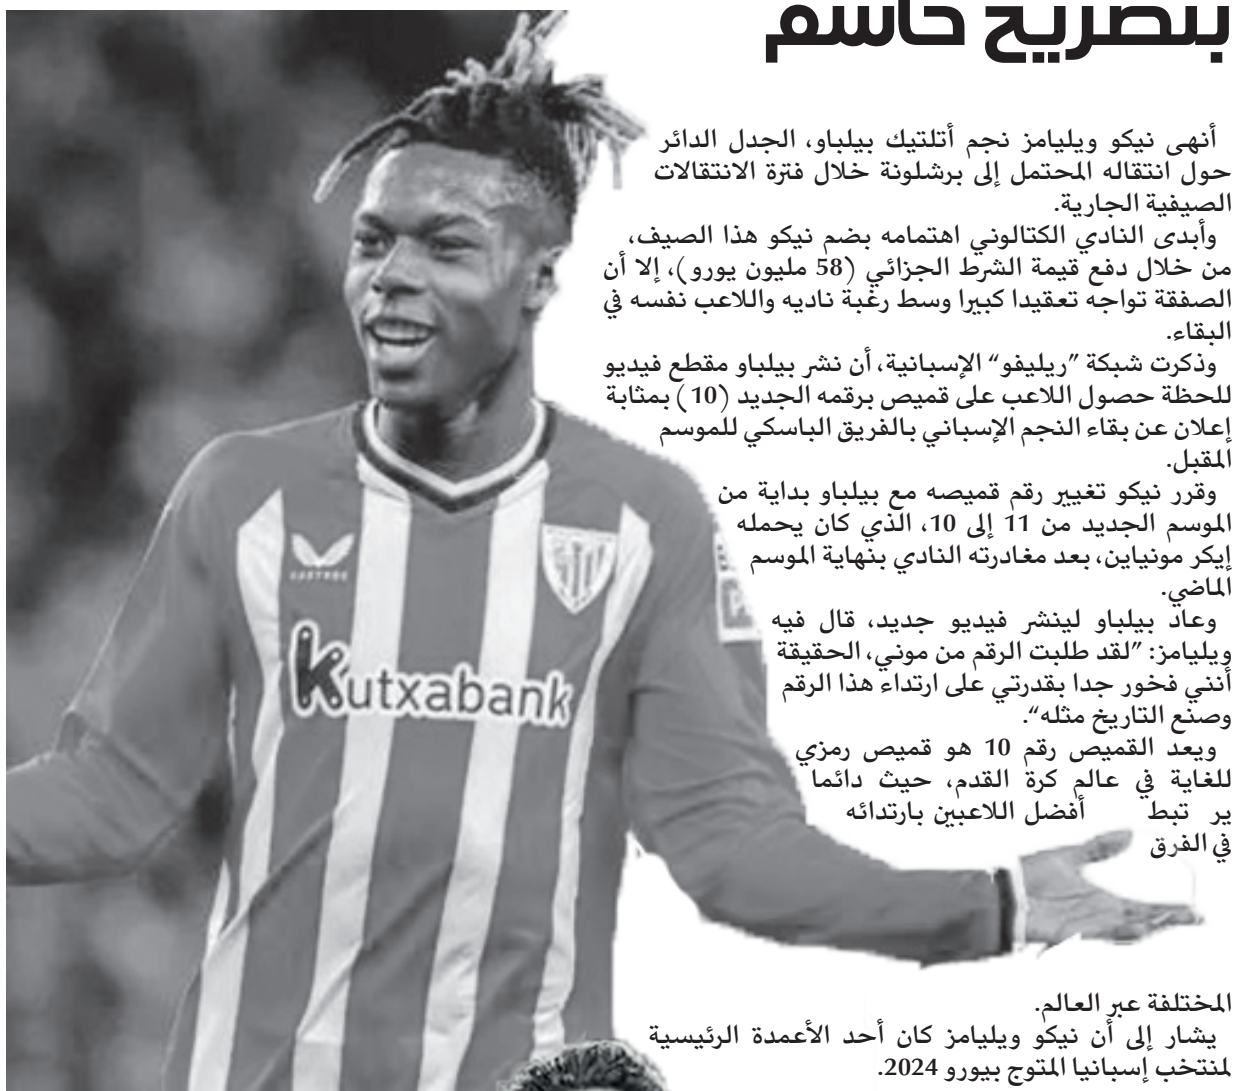 بتصريح حاسم
أنهى نيكو ويليامز نجم أتلتيك بيلباو، الجدل الدائر
حول انتقاله المحتمل إلى برشلونة خلال فترة الانتقالات
الصيفية الجارية.
وأبدى النادي الكتالوني اهتمامه بضم نيكو هذا الصيف،
من خلال دفع قيمة الشرط الجزائي (58 مليون يورو)، إلا أن
الصفقة تواجه تعقيدا كبيرا وسط رغبة ناديه واللاعب نفسه في
البقاء.
وذكرت شبكة ”ريليفو“ الإسبانية، أن نشر بيلباو مقطع فيديو
للحظة حصول اللاعب على قميص برقمه الجديد (10) بمثابة
إعلان عن بقاء النجم الإسباني بالفريق الباسكي للموسم
المقبل.
وقرر نيكو تغيير رقم قميصه مع بيلباو بداية من
الموسم الجديد من 11 إلى 10، الذي كان يحمله
إيكر مونياين، بعد مغادرته النادي بنهاية الموسم
الماضي.
وعاد بيلباو لينشر فيديو جديد، قال فيه
ويليامز: ”لقد طلبت الرقم من موني، الحقيقة
أنني فخور جدا بقدرتي على ارتداء هذا الرقم
وصنع التاريخ مثله“.
ويعد القميص رقم 10 هو قميص رمزي
للغاية في عالم كرة القدم، حيث دائما
ير تبط أفضل اللاعبين بارتدائه
في الفرق
المختلفة عبر العالم.
يشار إلى أن نيكو ويليامز كان أحد الأعمدة الرئيسية
لمنتخب إسبانيا المتوج بيورو 2024.
CASTORE
Kutxabank